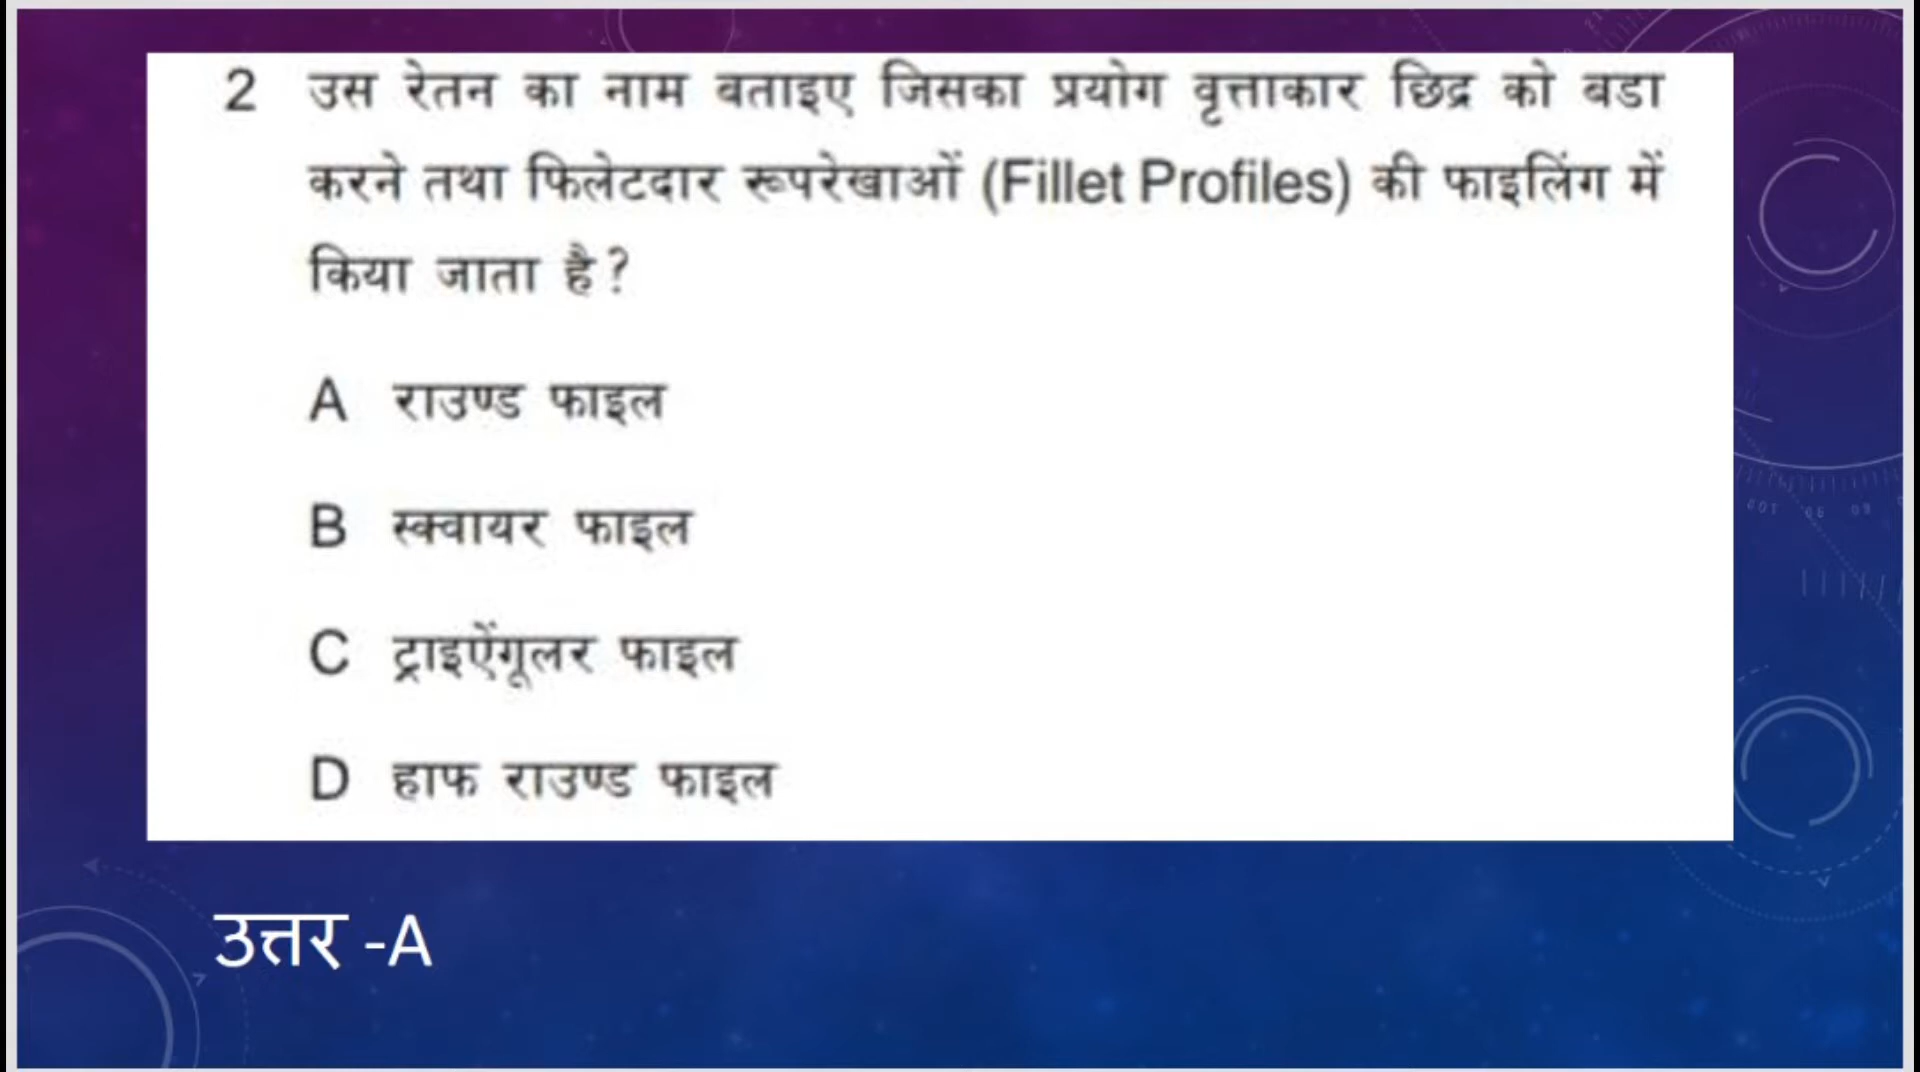 2 उस रेतन का नाम बताइए जिसका प्रयोग वृत्ताकार छिद्र को बडा
करने तथा फिलेटदार रूपरेखाओं (Fillet Profiles) की फाइलिंग में
किया जाता है?
A राउण्ड फाइल
B स्क्वायर फाइल
C ट्राइऐंगूलर फाइल
D हाफ राउण्ड फाइल
उत्तर -A